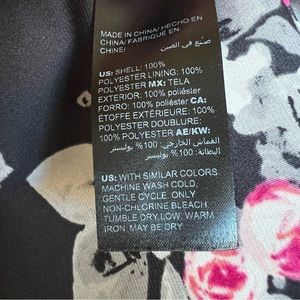 MADE IN CHINA/ HECHO EN
CHINA/ FABRIQUÉ EN
CHINE/ صنع في الصين
US: SHELL: 100%
POLYESTER LINING: 100%
POLYESTER MX: TELA
EXTERIOR: 100% poliéster
FORRO: 100% poliéster CA:
ÉTOFFE EXTÉRIEURE: 100%
POLYESTER DOUBLURE:
100% POLYESTER AE/KW:
القماش الخارجي: 100% بوليستر
البطانة: 100% بوليستر
US: WITH SIMILAR COLORS.
MACHINE WASH COLD,
GENTLE CYCLE. ONLY
NON-CHLORINE BLEACH
TUMBLE DRY LOW. WARM
IRON, MAY BE DRY